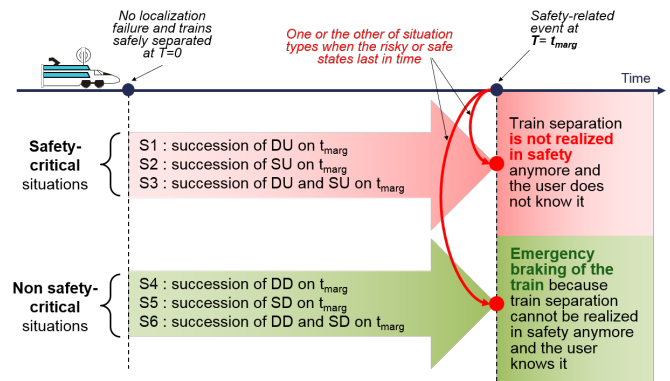 No localization
failure and trains
safely separated
at T=0
One or the other of situation
types when the risky or safe
states last in time
Safety-related
event at
T= tmarg
Time
Safety-
critical
situations
S1 : succession of DU on tmarg
S2 : succession of SU on tmarg
S3 : succession of DU and SU on tmarg
Train separation
is not realized
in safety
anymore and
the user does
not know it
Non safety-
critical
situations
S4 : succession of DD on tmarg
S5 : succession of SD on tmarg
S6 : succession of DD and SD on tmarg
Emergency
braking of the
train because
train separation
cannot be realized
in safety anymore
and the user
knows it